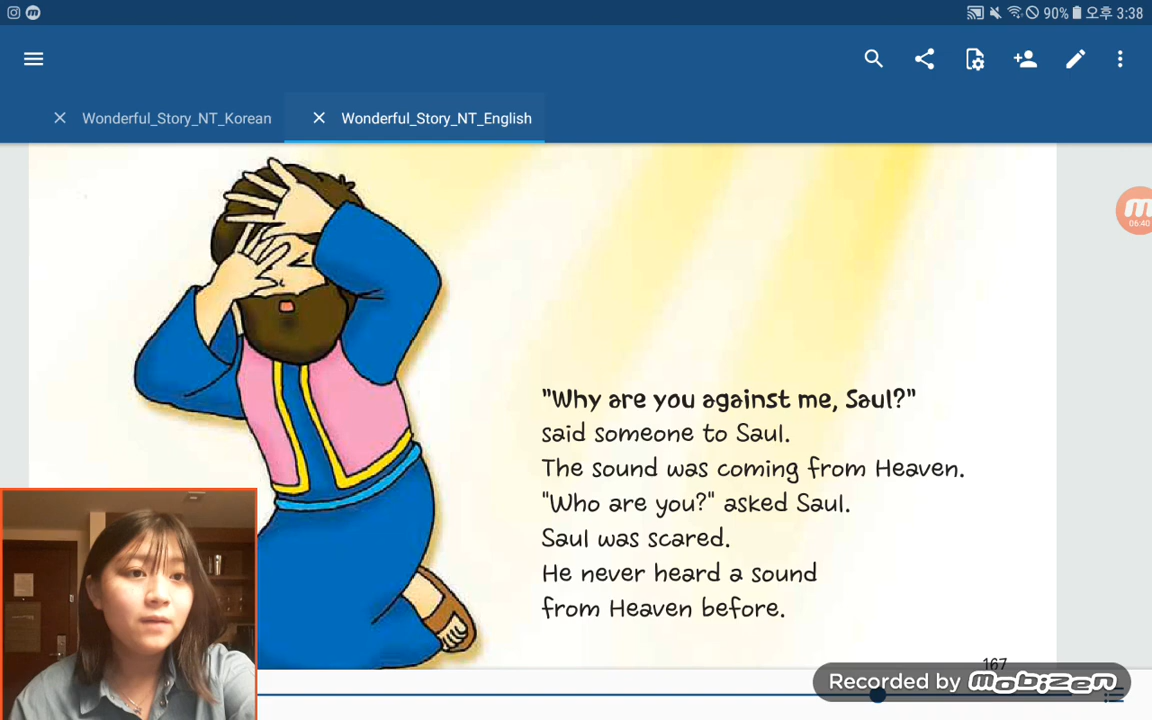 90% 오후 3:38
Wonderful_Story_NT_Korean
Wonderful_Story_NT_English
06:40
"Why are you against me, Saul?"
said someone to Saul.
The sound was coming from Heaven.
"Who are you?" asked Saul.
Saul was scared.
He never heard a sound
from Heaven before.
167
Recorded by mobizen